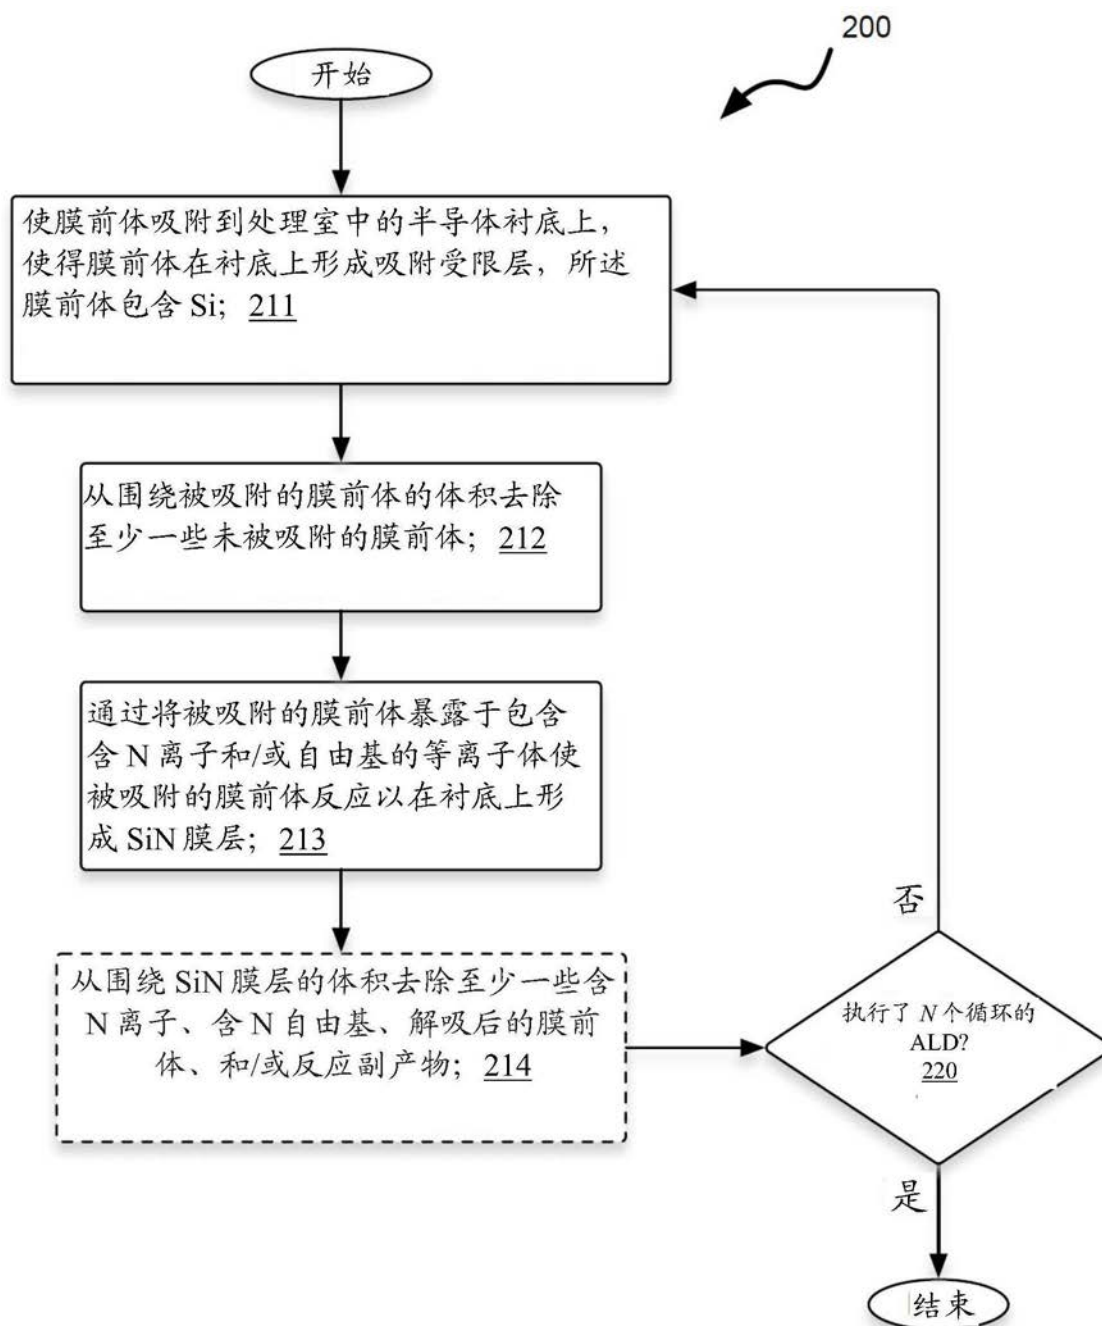 200
开始
使膜前体吸附到处理室中的半导体衬底上，
使得膜前体在衬底上形成吸附受限层，所述
膜前体包含 Si；211
从围绕被吸附的膜前体的体积去除
至少一些未被吸附的膜前体；212
通过将被吸附的膜前体暴露于包含
含 N 离子和/或自由基的等离子体使
被吸附的膜前体反应以在衬底上形
成 SiN 膜层；213
从围绕 SiN 膜层的体积去除至少一些含
N 离子、含 N 自由基、解吸后的膜前
体、和/或反应副产物；214
否
执行了 N 个循环的
ALD?
220
是
结束